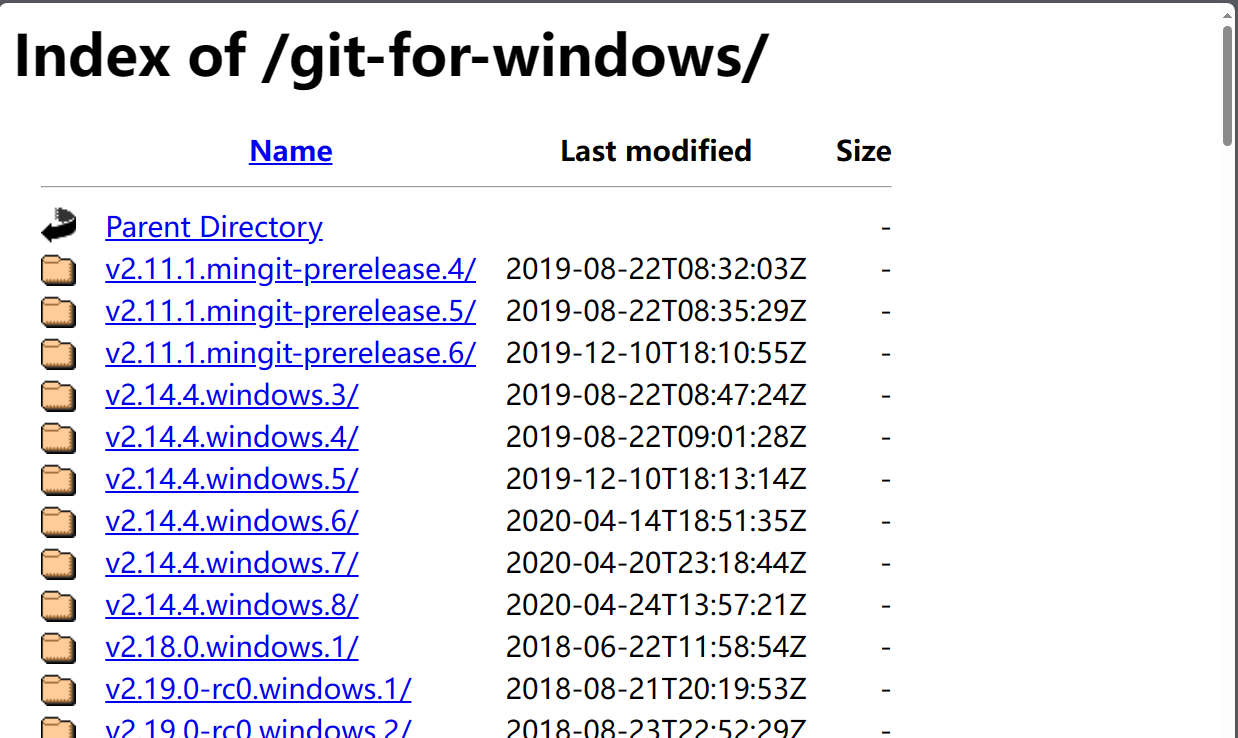 Index of /git-for-windows/
Name Last modified Size
Parent Directory -
v2.11.1.mingit-prerelease.4/ 2019-08-22T08:32:03Z -
v2.11.1.mingit-prerelease.5/ 2019-08-22T08:35:29Z -
v2.11.1.mingit-prerelease.6/ 2019-12-10T18:10:55Z -
v2.14.4.windows.3/ 2019-08-22T08:47:24Z -
v2.14.4.windows.4/ 2019-08-22T09:01:28Z -
v2.14.4.windows.5/ 2019-12-10T18:13:14Z -
v2.14.4.windows.6/ 2020-04-14T18:51:35Z -
v2.14.4.windows.7/ 2020-04-20T23:18:44Z -
v2.14.4.windows.8/ 2020-04-24T13:57:21Z -
v2.18.0.windows.1/ 2018-06-22T11:58:54Z -
v2.19.0-rc0.windows.1/ 2018-08-21T20:19:53Z -
v2.19.0-rc0.windows.2/ 2018-08-23T22:52:29Z -